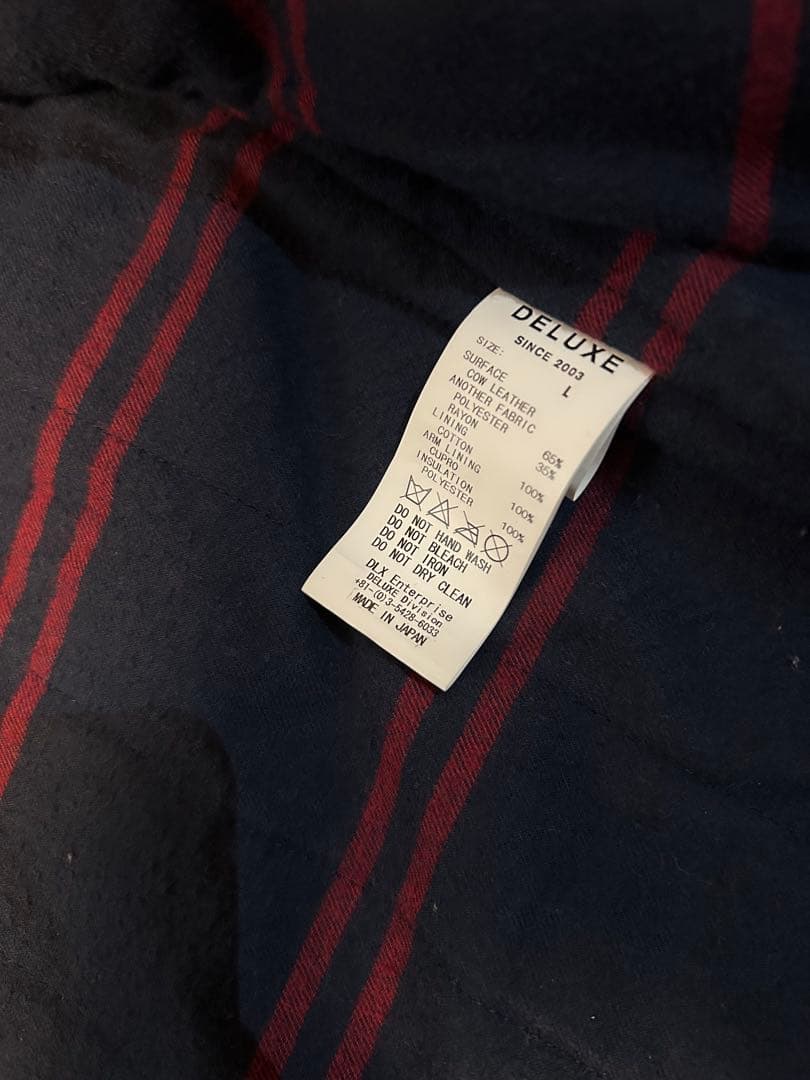 DELUXE
SINCE 2003
SIZE: L
SURFACE
COW LEATHER
ANOTHER FABRIC
POLYESTER 65%
RAYON 35%
LINING
COTTON 100%
ARM LINING
CUPRO 100%
INSULATION
POLYESTER 100%
DO NOT HAND WASH
DO NOT BLEACH
DO NOT IRON
DO NOT DRY CLEAN
DLX Enterprise
DELUXE Division
+81-(0)3-5428-6033
MADE IN JAPAN